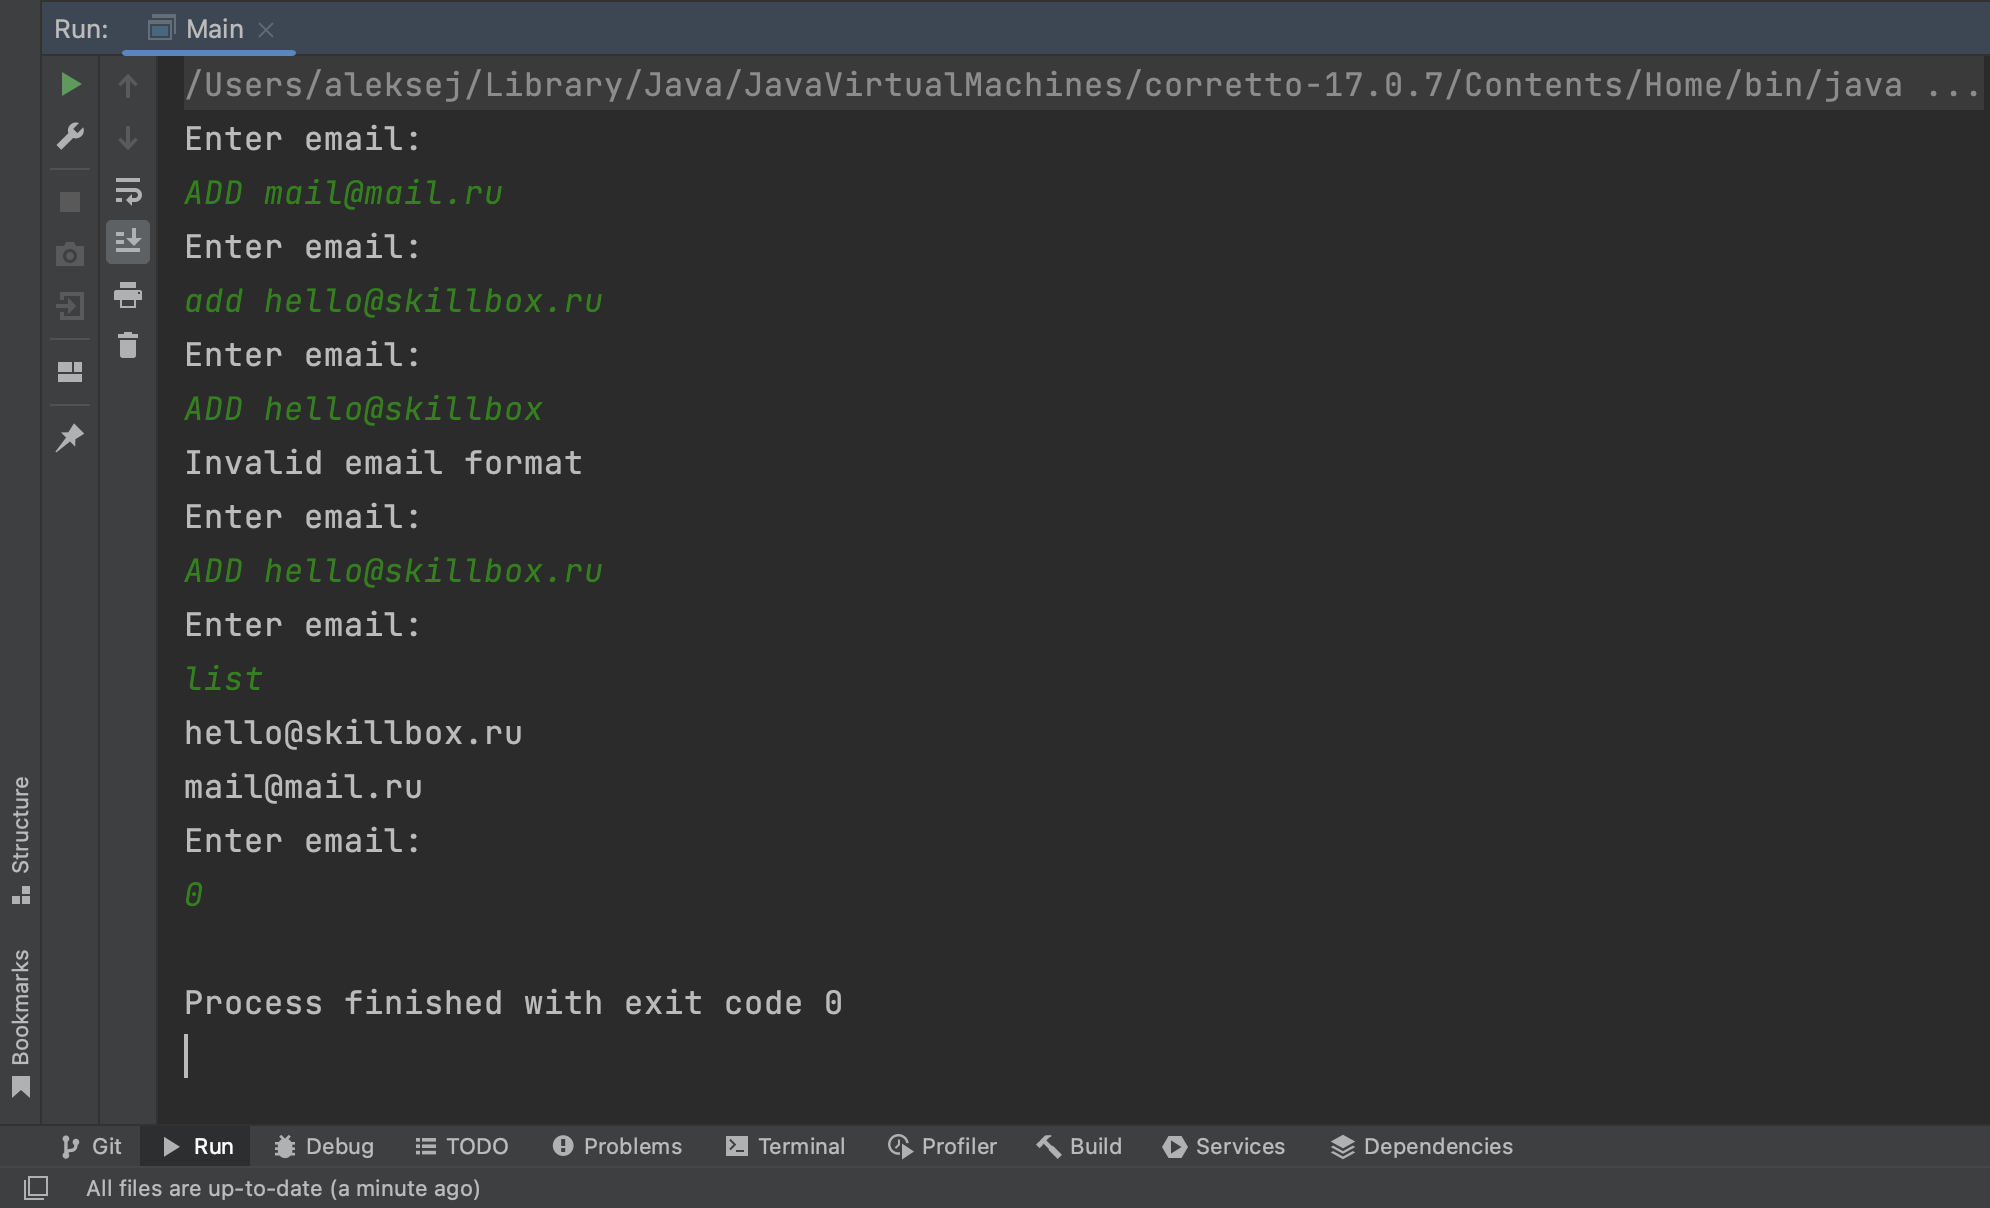 Run: Main
/Users/aleksej/Library/Java/JavaVirtualMachines/corretto-17.0.7/Contents/Home/bin/java ...
Enter email:
ADD mail@mail.ru
Enter email:
add hello@skillbox.ru
Enter email:
ADD hello@skillbox
Invalid email format
Enter email:
ADD hello@skillbox.ru
Enter email:
list
hello@skillbox.ru
mail@mail.ru
Enter email:
0
Process finished with exit code 0
Structure
Bookmarks
Git Run Debug TODO Problems Terminal Profiler Build Services Dependencies
All files are up-to-date (a minute ago)